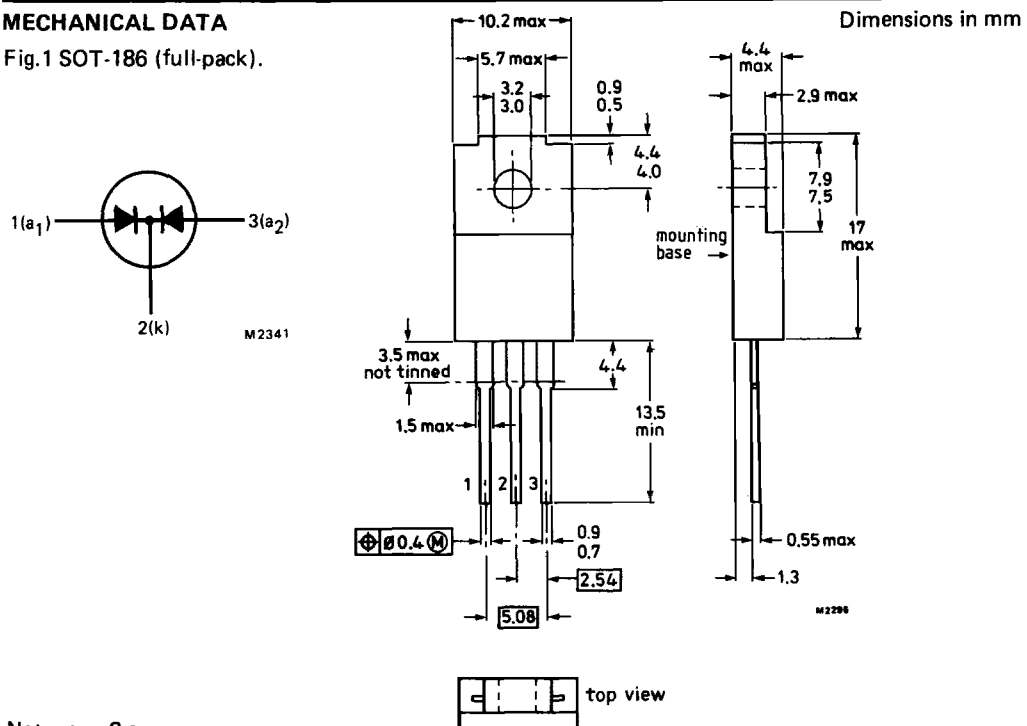 MECHANICAL DATA
Dimensions in mm
Fig.1 SOT-186 (full-pack).
10.2 max
5.7 max
3.2
3.0
0.9
0.5
4.4
4.0
4.4
max
2.9 max
7.9
7.5
17
max
mounting
base
1(a1)
3(a2)
2(k)
M2341
3.5 max
not tinned
4.4
1.5 max
13.5
min
1 2 3
Ø 0.4 Ⓜ
0.9
0.7
2.54
5.08
0.55 max
1.3
M2296
top view